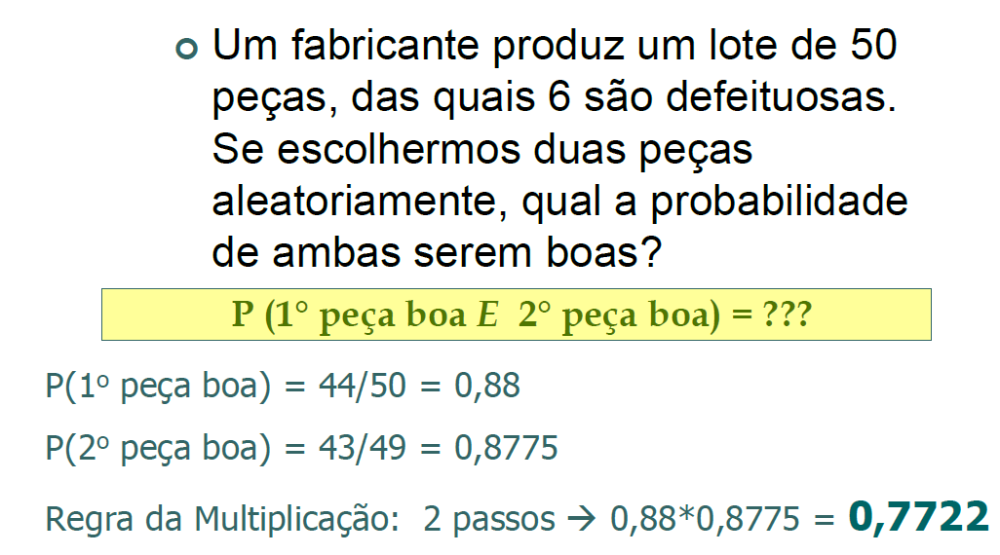 Um fabricante produz um lote de 50
peças, das quais 6 são defeituosas.
Se escolhermos duas peças
aleatoriamente, qual a probabilidade
de ambas serem boas?
P (1° peça boa E 2° peça boa) = ???
P(1º peça boa) = 44/50 = 0,88
P(2º peça boa) = 43/49 = 0,8775
Regra da Multiplicação: 2 passos → 0,88*0,8775 = 0,7722